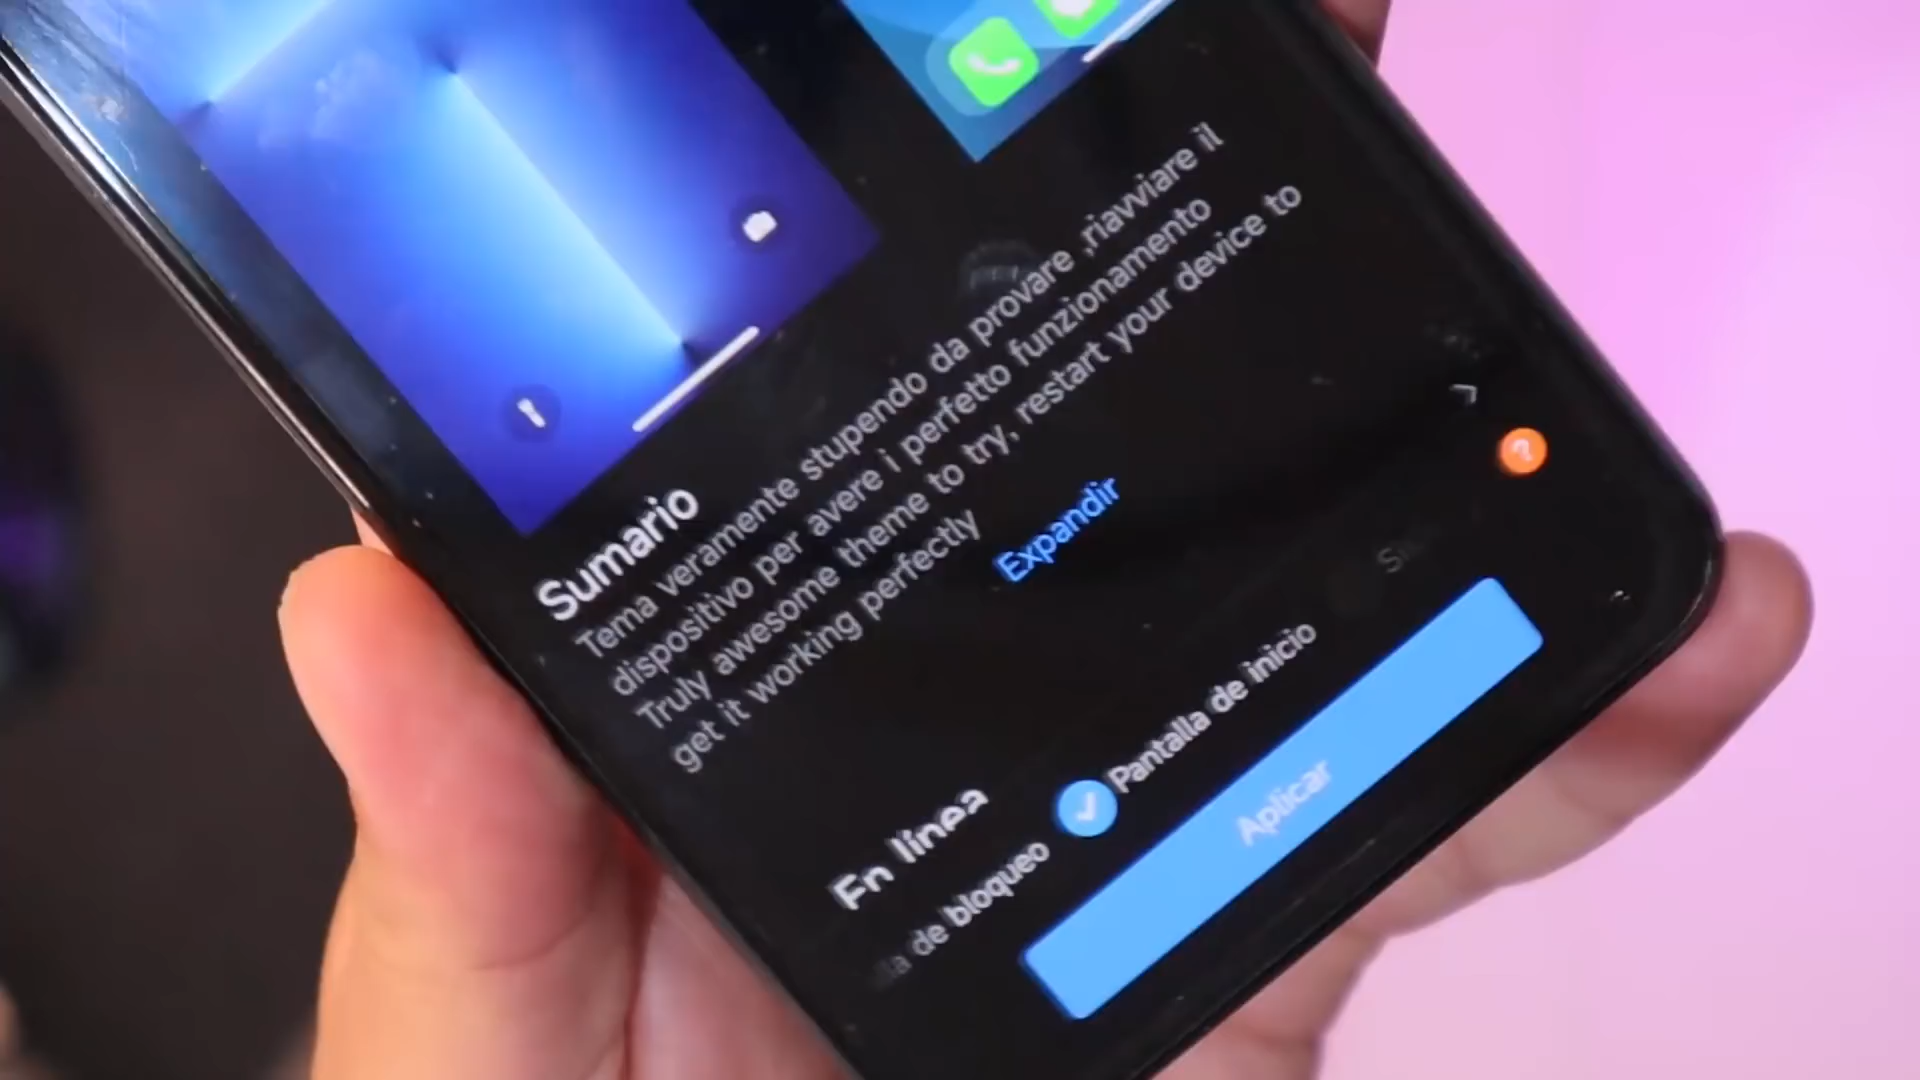 Sumario
Tema veramente stupendo da provare ,riavviare il
dispositivo per avere i perfetto funzionamento
Truly awesome theme to try, restart your device to
get it working perfectly
Expandir
En línea
de bloqueo
Pantalla de inicio
Aplicar
?